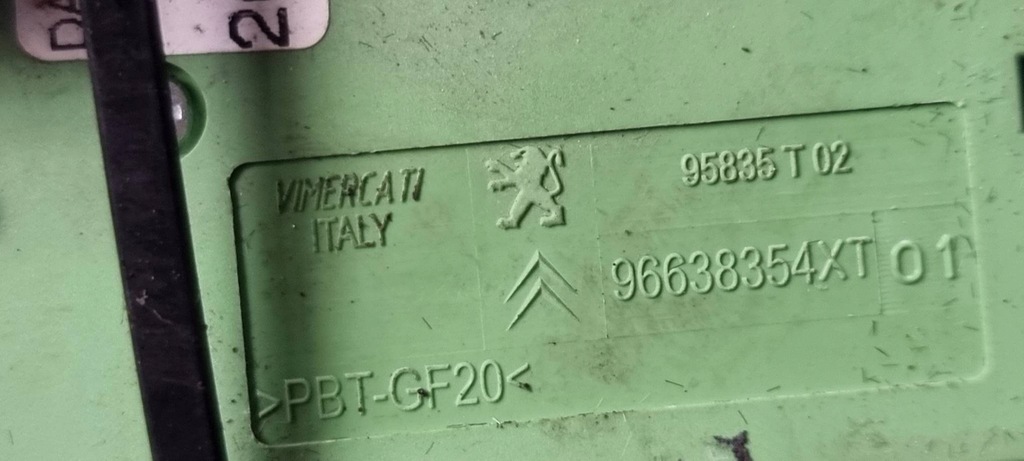 VIMERCATI
ITALY
95835 T 02
96638354XT 01
>PBT-GF20<